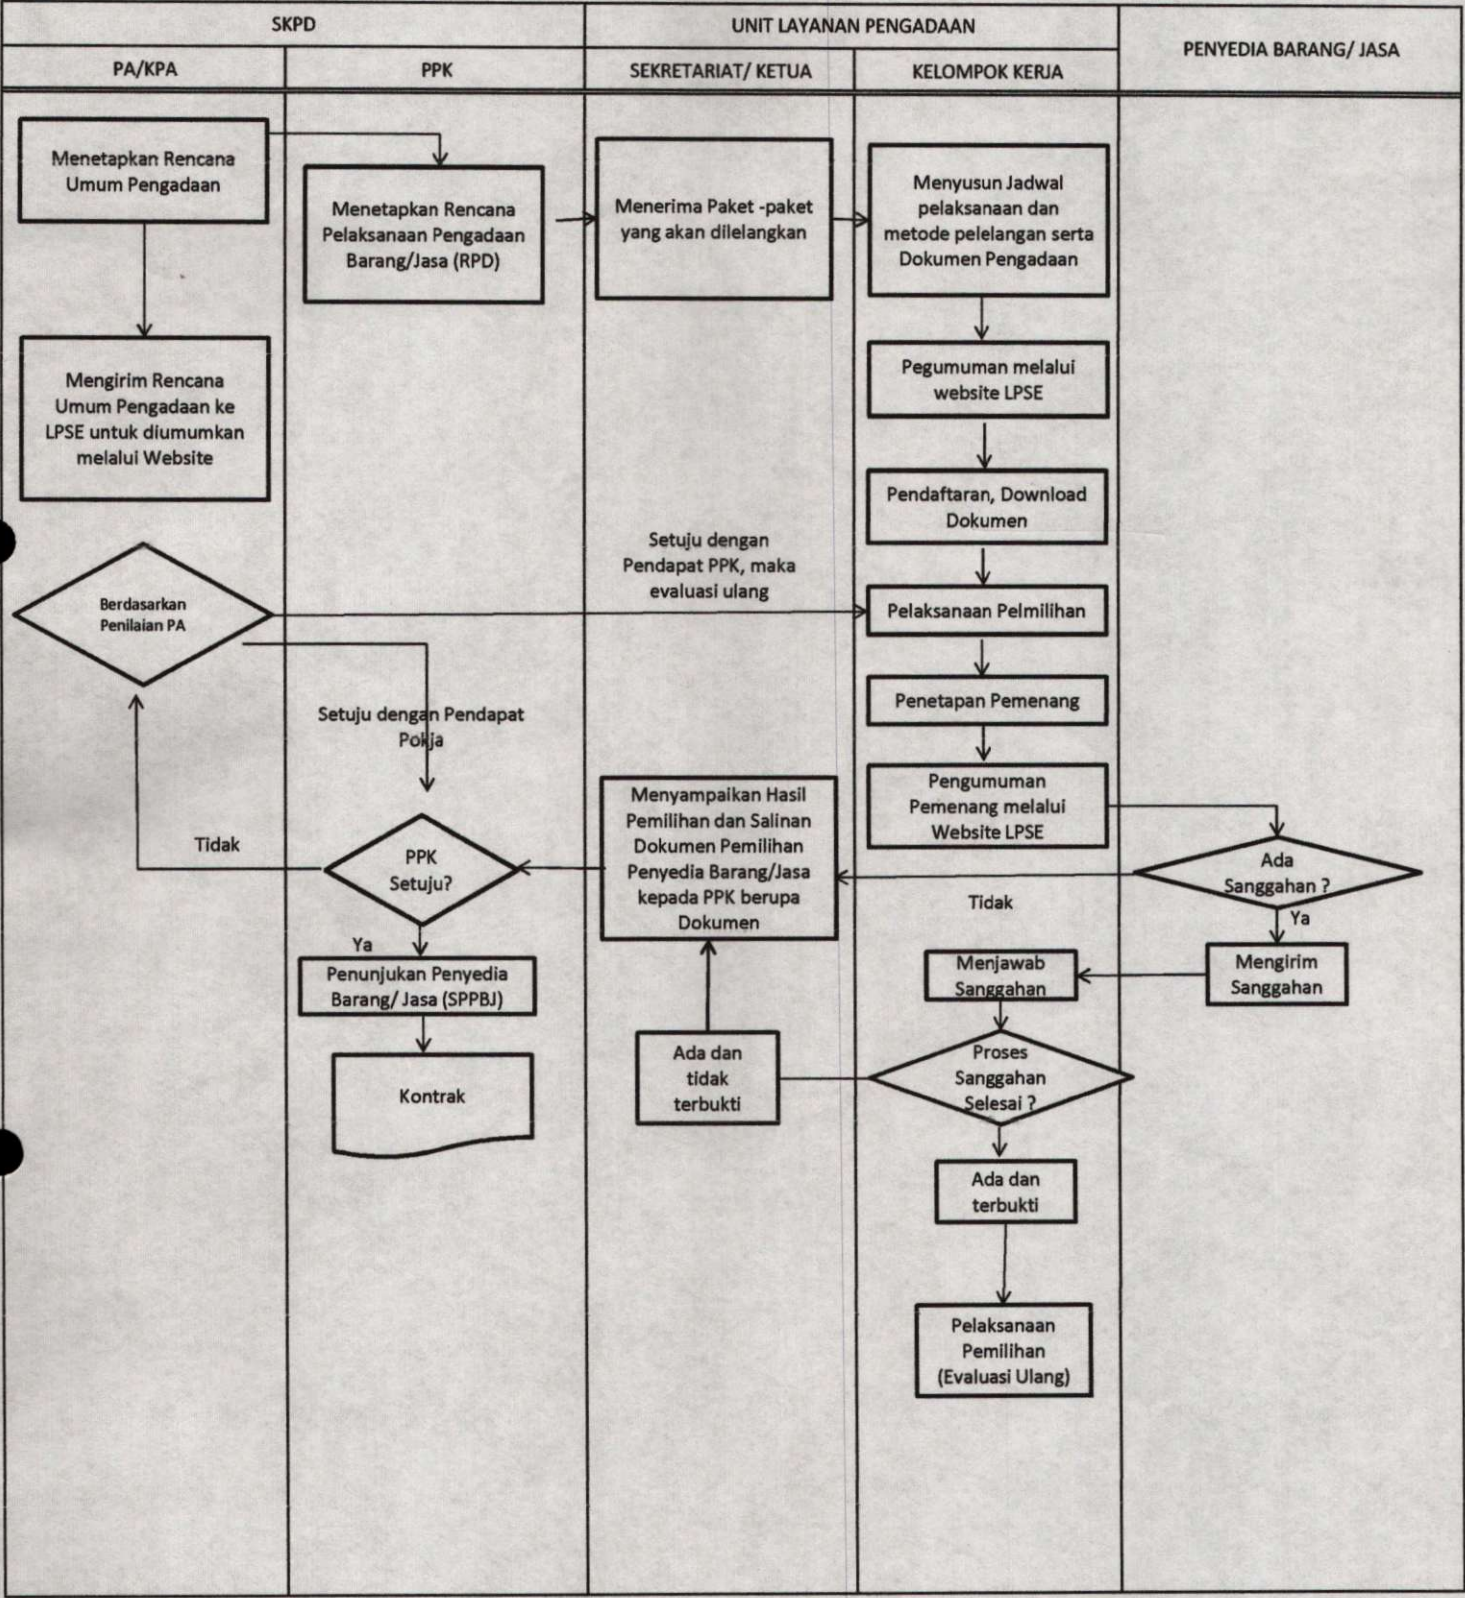 SKPD
UNIT LAYANAN PENGADAAN
PENYEDIA BARANG/ JASA
PA/KPA
PPK
SEKRETARIAT/ KETUA
KELOMPOK KERJA
Menetapkan Rencana
Umum Pengadaan
Menetapkan Rencana
Pelaksanaan Pengadaan
Barang/Jasa (RPD)
Menerima Paket -paket
yang akan dilelangkan
Menyusun Jadwal
pelaksanaan dan
metode pelelangan serta
Dokumen Pengadaan
Mengirim Rencana
Umum Pengadaan ke
LPSE untuk diumumkan
melalui Website
Pegumuman melalui
website LPSE
Pendaftaran, Download
Dokumen
Setuju dengan
Pendapat PPK, maka
evaluasi ulang
Berdasarkan
Penilaian PA
Pelaksanaan Pelmilihan
Penetapan Pemenang
Setuju dengan Pendapat
Pokja
Pengumuman
Pemenang melalui
Website LPSE
Menyampaikan Hasil
Pemilihan dan Salinan
Dokumen Pemilihan
Penyedia Barang/Jasa
kepada PPK berupa
Dokumen
Tidak
PPK
Setuju?
Ada
Sanggahan ?
Tidak
Ya
Ya
Penunjukan Penyedia
Barang/ Jasa (SPPBJ)
Menjawab
Sanggahan
Mengirim
Sanggahan
Kontrak
Ada dan
tidak
terbukti
Proses
Sanggahan
Selesai ?
Ada dan
terbukti
Pelaksanaan
Pemilihan
(Evaluasi Ulang)